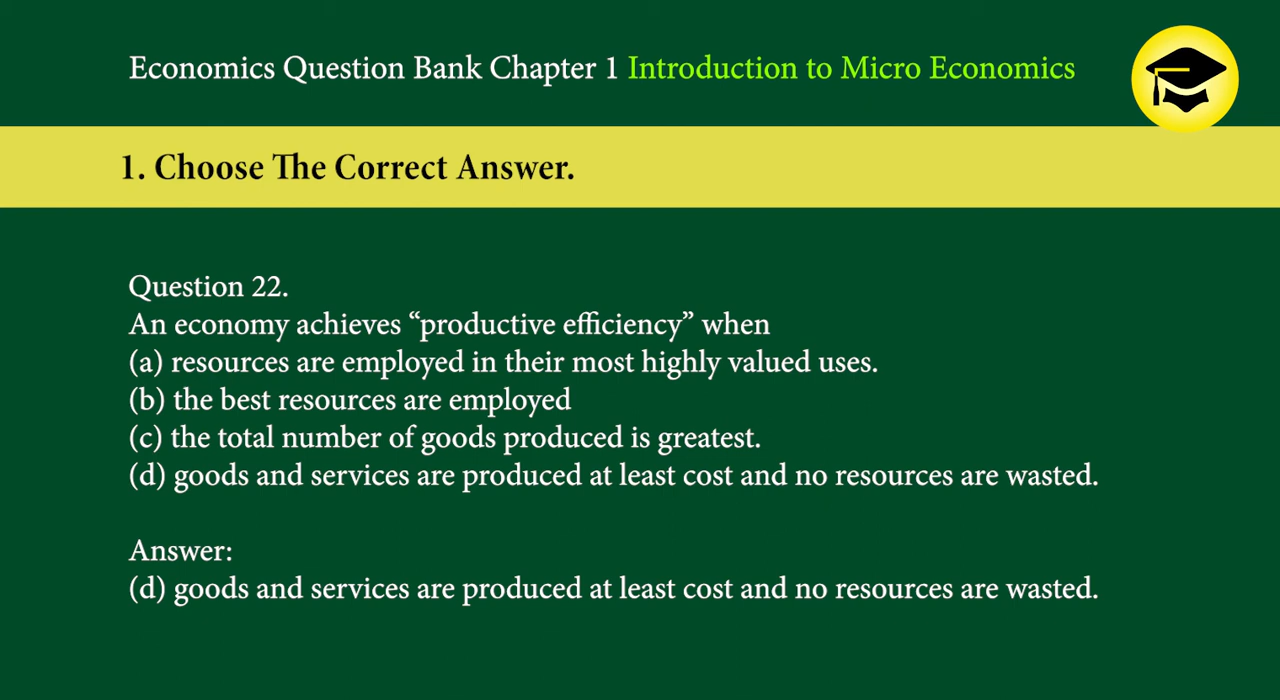 Economics Question Bank Chapter 1 Introduction to Micro Economics
1. Choose The Correct Answer.
Question 22.
An economy achieves “productive efficiency” when
(a) resources are employed in their most highly valued uses.
(b) the best resources are employed
(c) the total number of goods produced is greatest.
(d) goods and services are produced at least cost and no resources are wasted.
Answer:
(d) goods and services are produced at least cost and no resources are wasted.